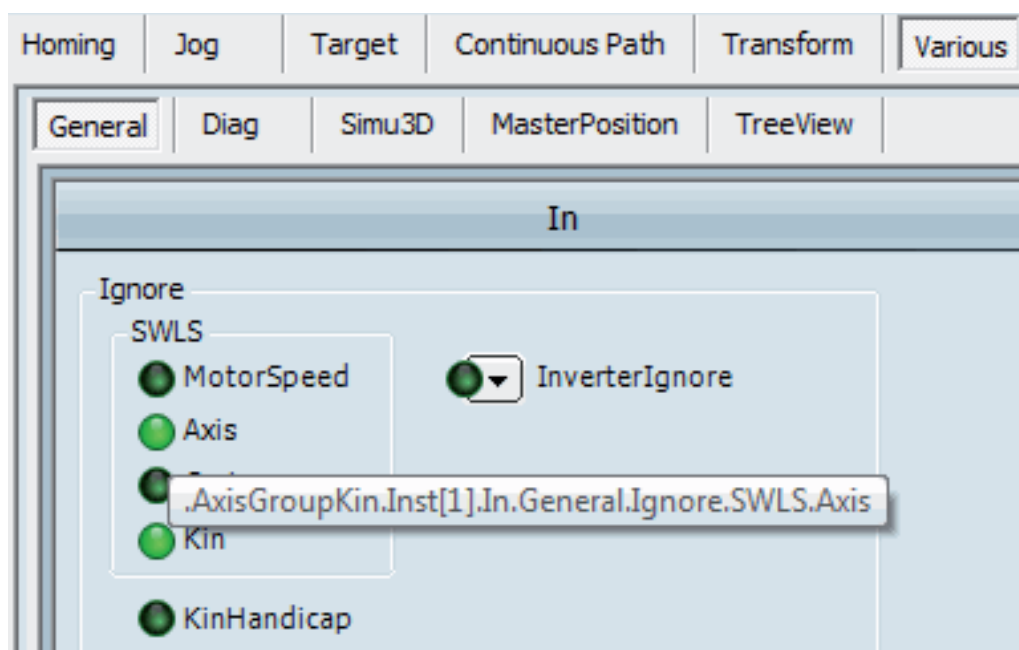 Homing Jog Target Continuous Path Transform Various
General Diag Simu3D MasterPosition TreeView
In
Ignore
SWLS
MotorSpeed InverterIgnore
Axis
.AxisGroupKin.Inst[1].In.General.Ignore.SWLS.Axis
Kin
KinHandicap